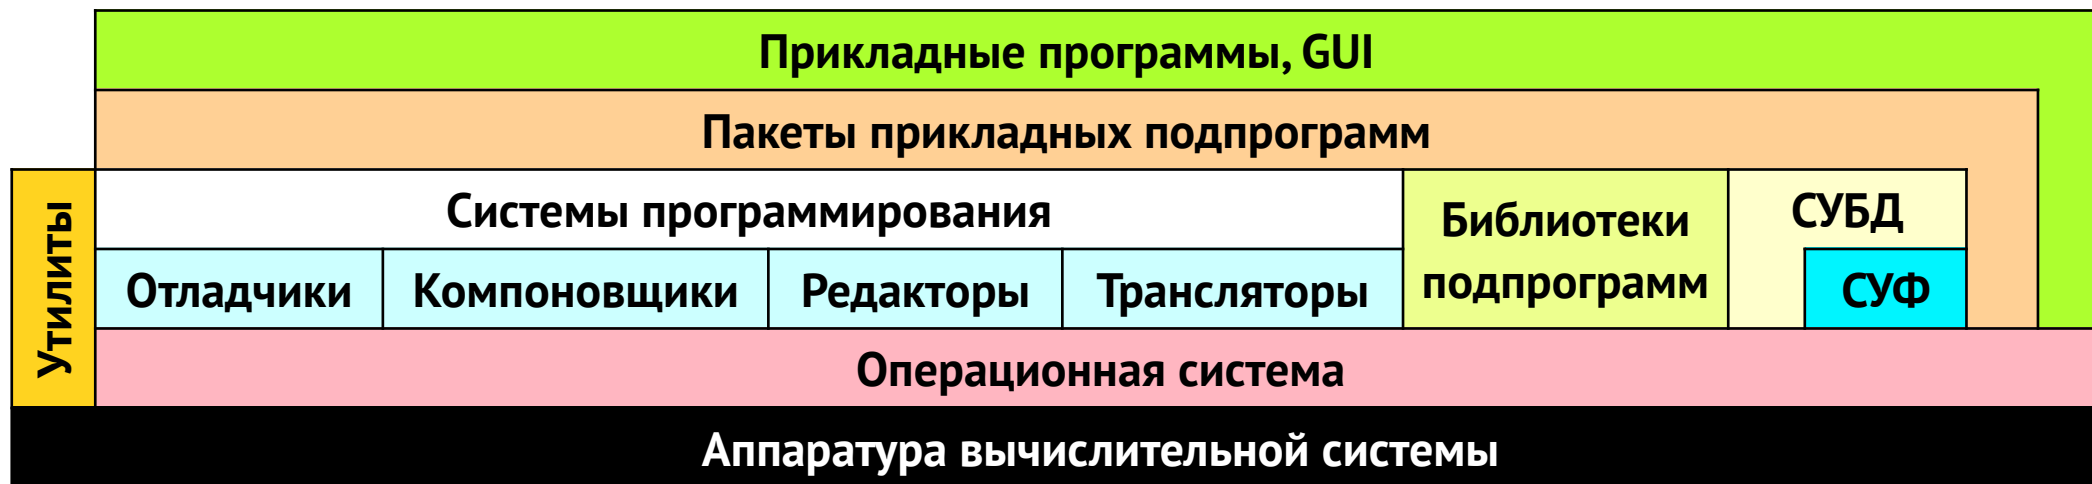 Прикладные программы, GUI
Пакеты прикладных подпрограмм
Утилиты
Системы программирования
Библиотеки
подпрограмм
СУБД
Отладчики
Компоновщики
Редакторы
Трансляторы
СУФ
Операционная система
Аппаратура вычислительной системы